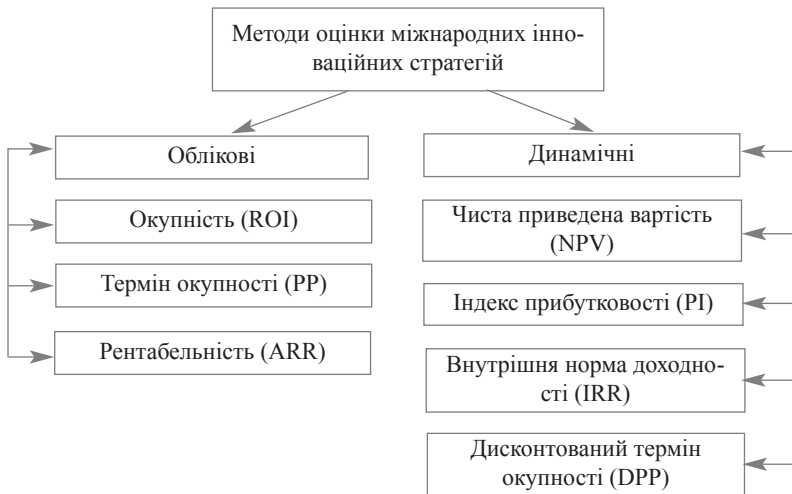 Методи оцінки міжнародних інно-
ваційних стратегій
Облікові
Окупність (ROI)
Термін окупності (PP)
Рентабельність (ARR)
Динамічні
Чиста приведена вартість
(NPV)
Індекс прибутковості (PI)
Внутрішня норма доходно-
сті (IRR)
Дисконтований термін
окупності (DPP)